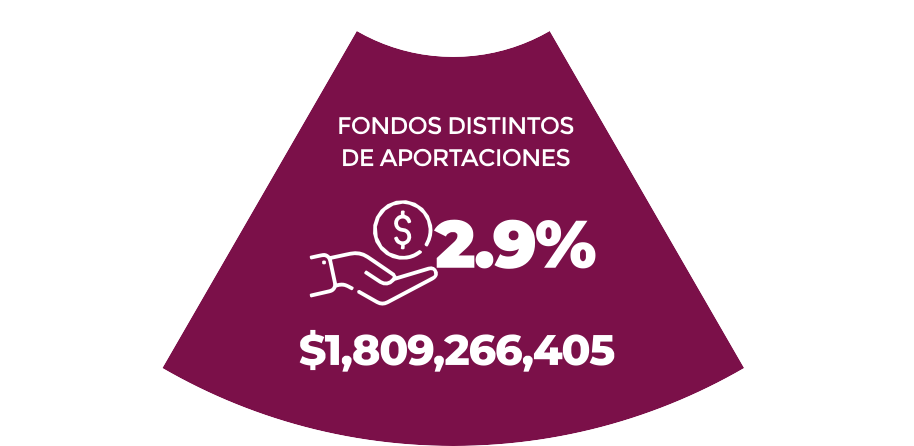 FONDOS DISTINTOS
DE APORTACIONES
$ 2.9%
$1,809,266,405